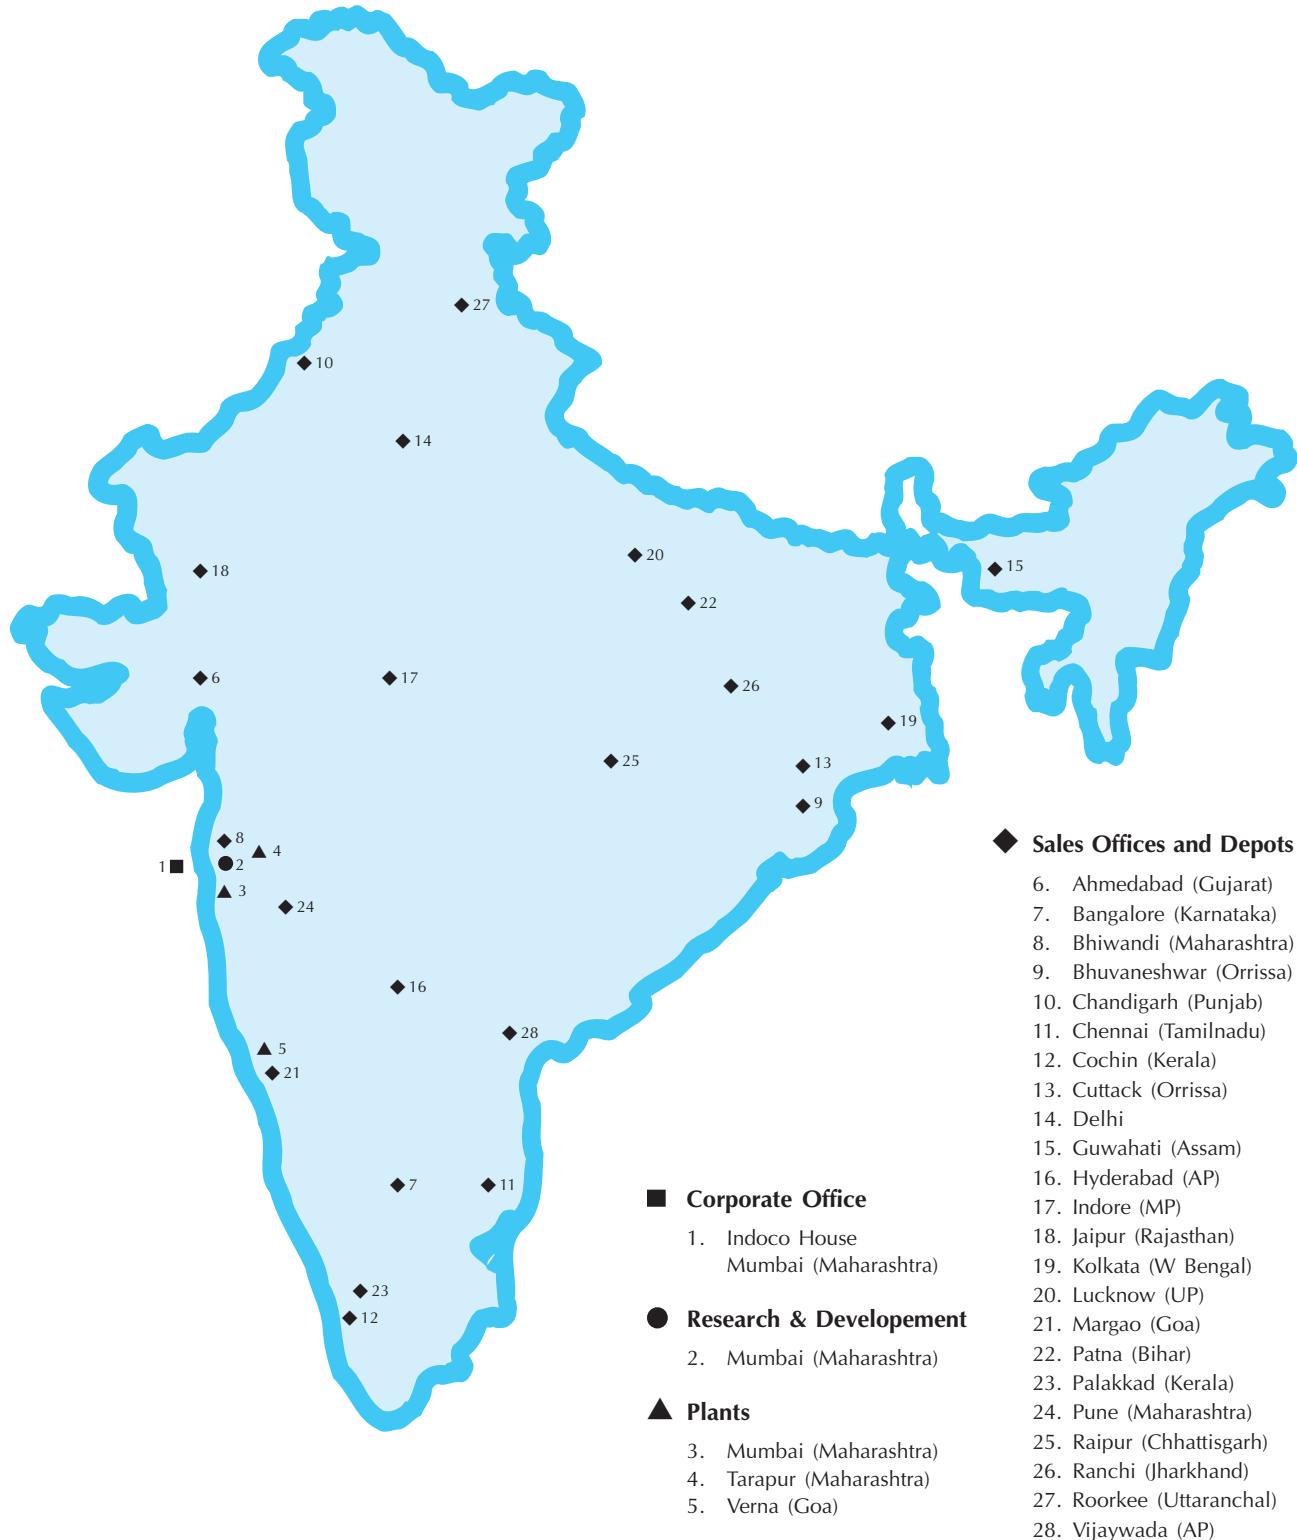 27
10
14
20
18
15
22
6
17
26
19
25
13
9
8
4
1
2
3
24
16
28
5
21
7
11
23
12
Corporate Office
1. Indoco House
Mumbai (Maharashtra)
Research & Developement
2. Mumbai (Maharashtra)
Plants
3. Mumbai (Maharashtra)
4. Tarapur (Maharashtra)
5. Verna (Goa)
Sales Offices and Depots
6. Ahmedabad (Gujarat)
7. Bangalore (Karnataka)
8. Bhiwandi (Maharashtra)
9. Bhuvaneshwar (Orrissa)
10. Chandigarh (Punjab)
11. Chennai (Tamilnadu)
12. Cochin (Kerala)
13. Cuttack (Orrissa)
14. Delhi
15. Guwahati (Assam)
16. Hyderabad (AP)
17. Indore (MP)
18. Jaipur (Rajasthan)
19. Kolkata (W Bengal)
20. Lucknow (UP)
21. Margao (Goa)
22. Patna (Bihar)
23. Palakkad (Kerala)
24. Pune (Maharashtra)
25. Raipur (Chhattisgarh)
26. Ranchi (Jharkhand)
27. Roorkee (Uttaranchal)
28. Vijaywada (AP)